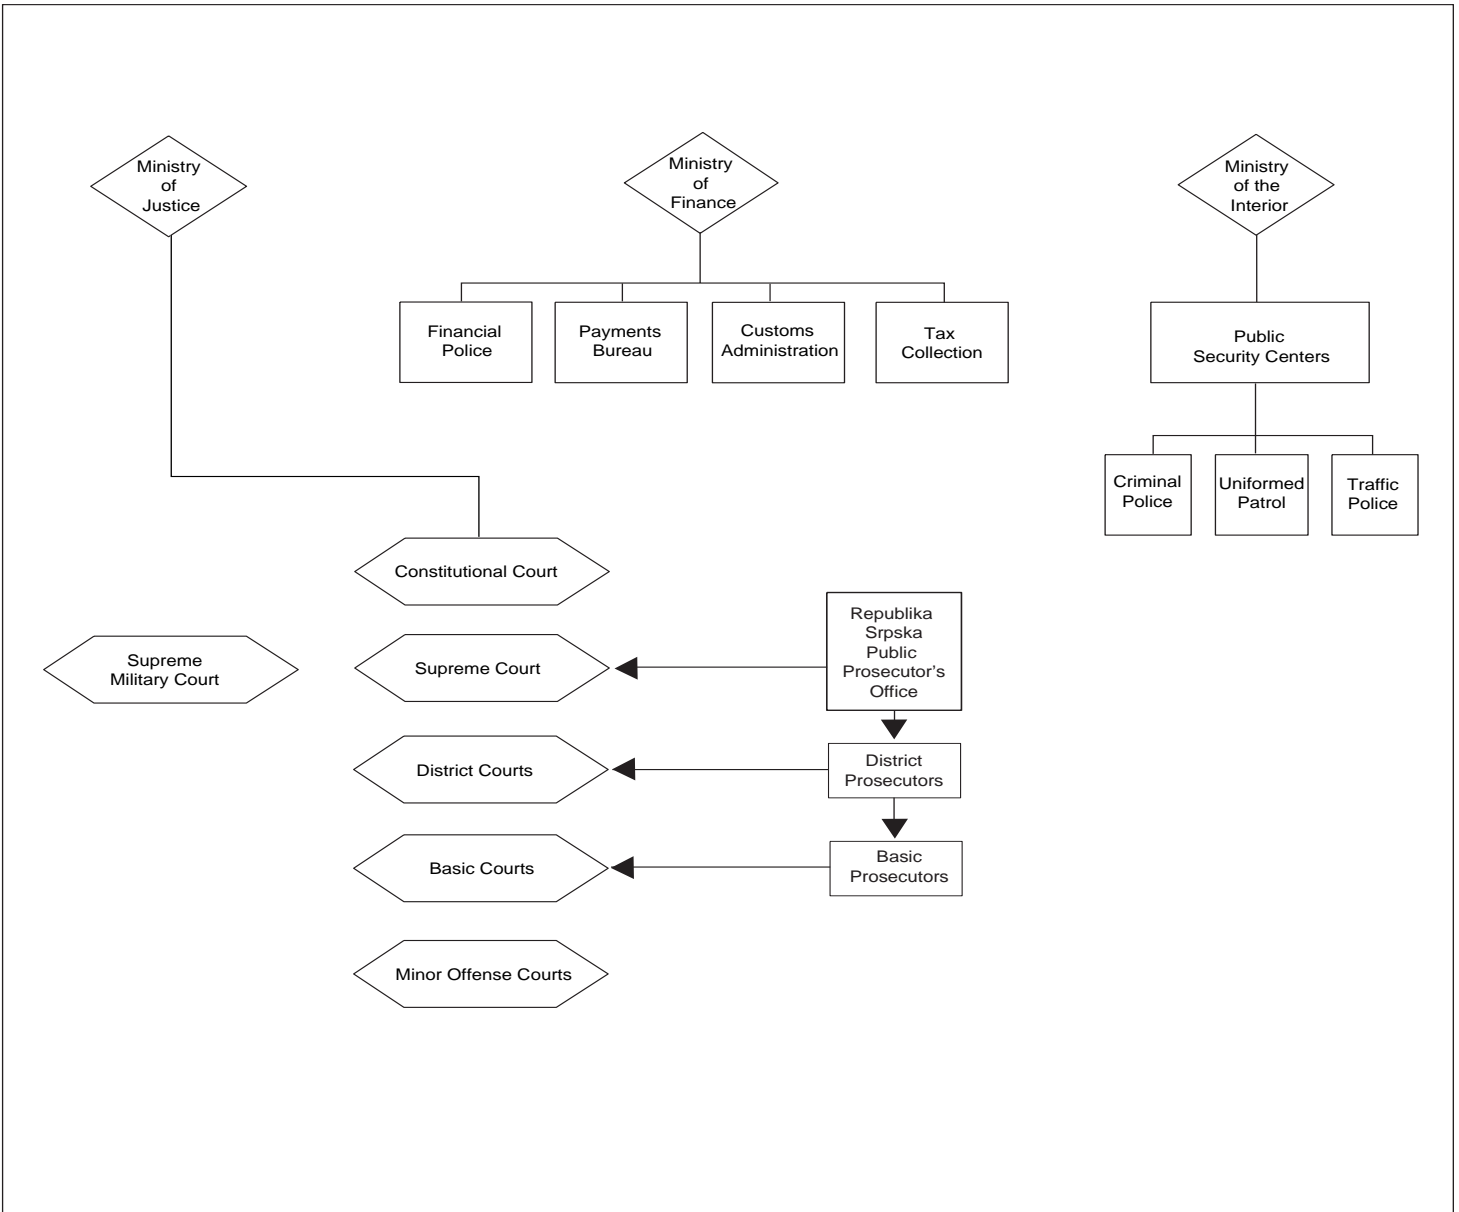 Ministry
of
Justice
Ministry
of
Finance
Ministry
of the
Interior
Financial
Police
Payments
Bureau
Customs
Administration
Tax
Collection
Public
Security Centers
Criminal
Police
Uniformed
Patrol
Traffic
Police
Constitutional Court
Republika
Srpska
Public
Prosecutor's
Office
Supreme
Military Court
Supreme Court
District Courts
District
Prosecutors
Basic Courts
Basic
Prosecutors
Minor Offense Courts